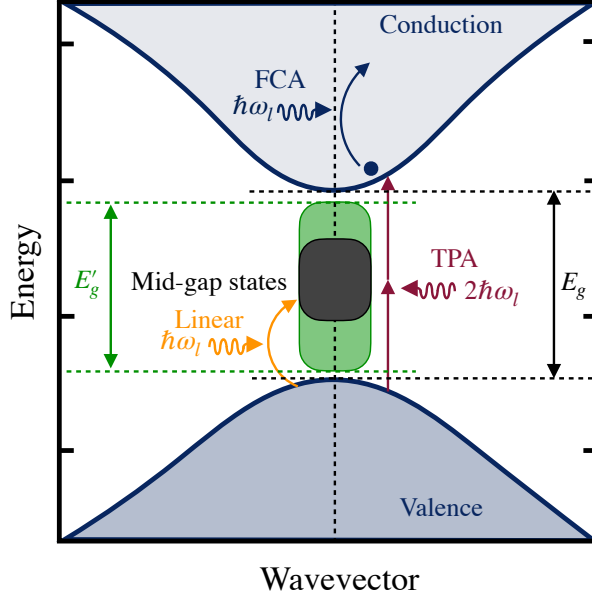 Conduction
FCA
ħω_l
E′_g
Mid-gap states
TPA
2ħω_l
E_g
Linear
ħω_l
Valence
Energy
Wavevector